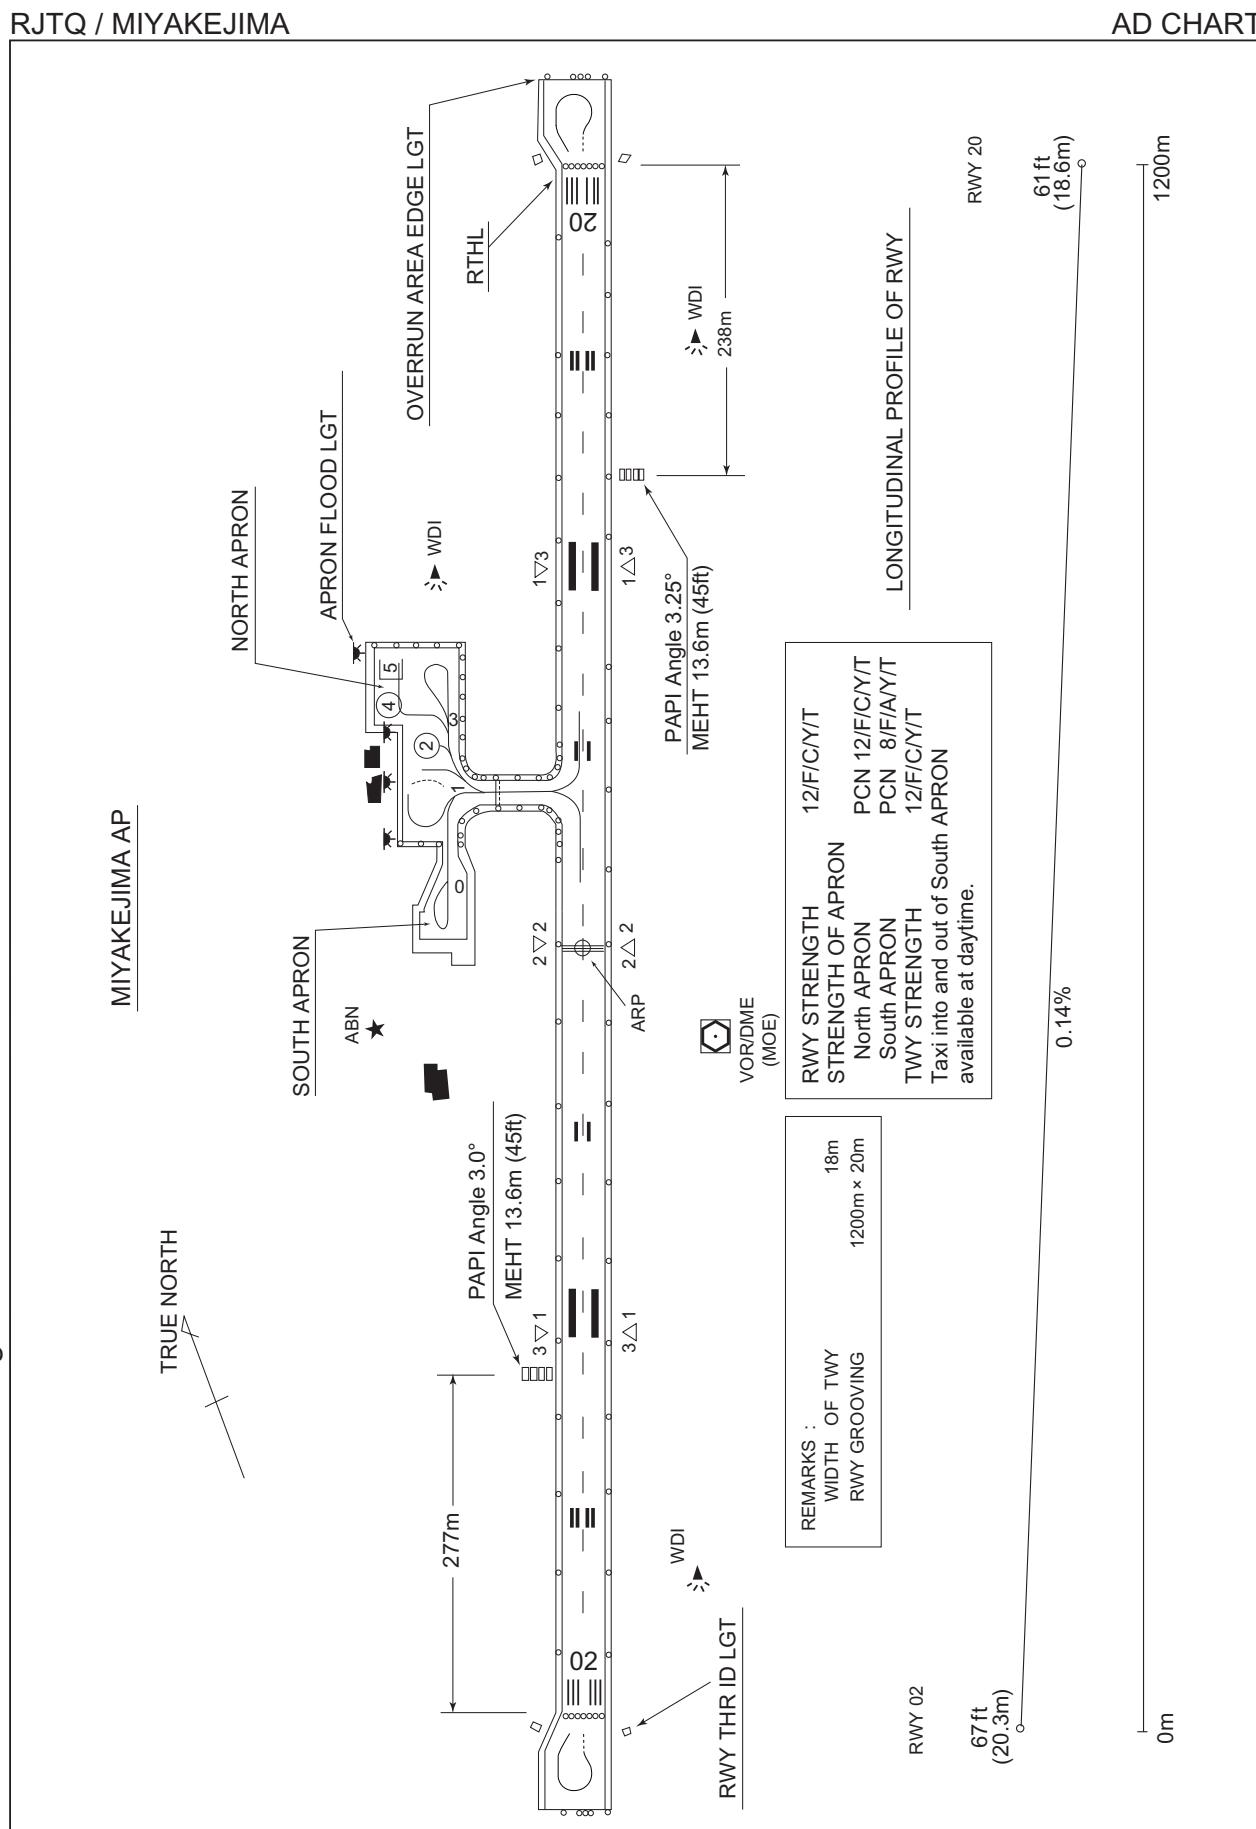 RJTQ / MIYAKEJIMA
AD CHART
MIYAKEJIMA AP
TRUE NORTH
NORTH APRON
APRON FLOOD LGT
OVERRUN AREA EDGE LGT
RTHL
SOUTH APRON
ABN
WDI
5
4
3
2
1
0
20
1 3
1 3
2 2
2 2
3 1
3 1
02
ARP
238m
WDI
PAPI Angle 3.25°
MEHT 13.6m (45ft)
PAPI Angle 3.0°
MEHT 13.6m (45ft)
277m
WDI
RWY THR ID LGT
VOR/DME
(MOE)
RWY STRENGTH 12/F/C/Y/T
STRENGTH OF APRON
North APRON PCN 12/F/C/Y/T
South APRON PCN 8/F/A/Y/T
TWY STRENGTH 12/F/C/Y/T
Taxi into and out of South APRON
available at daytime.
REMARKS :
WIDTH OF TWY 18m
RWY GROOVING 1200m × 20m
LONGITUDINAL PROFILE OF RWY
RWY 02
67ft
(20.3m)
0.14%
RWY 20
61ft
(18.6m)
0m
1200m